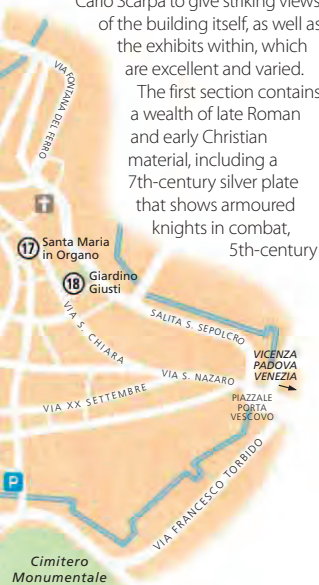 Carlo Scarpa to give striking views
of the building itself, as well as
the exhibits within, which
are excellent and varied.
The first section contains
a wealth of late Roman
and early Christian
material, including a
7th-century silver plate
that shows armoured
knights in combat,
5th-century
VIA FONTANA DEL FERRO
17 Santa Maria
in Organo
18 Giardino
Giusti
SALITA S. SEPOLCRO
VIA S. CHIARA
VICENZA
PADOVA
VENEZIA
VIA S. NAZARO
PIAZZALE
PORTA
VESCOVO
VIA XX SETTEMBRE
P
VIA FRANCESCO TORBIDO
Cimitero
Monumentale